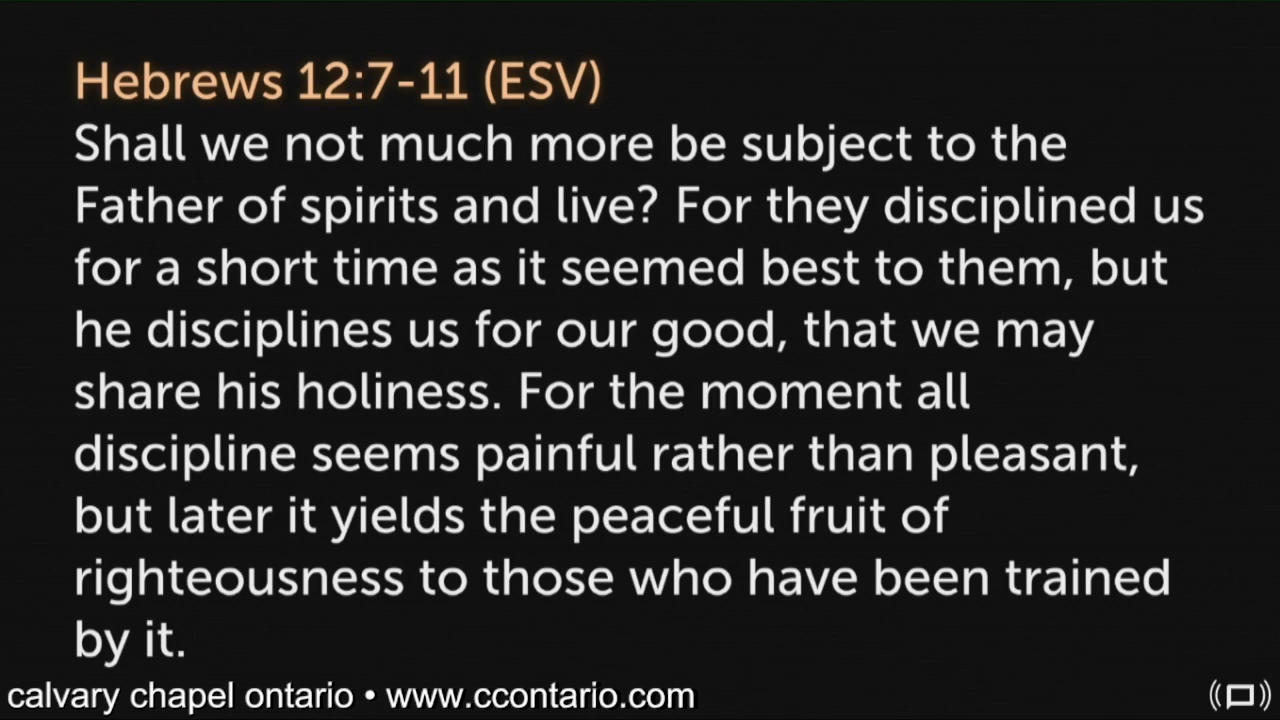 Hebrews 12:7-11 (ESV)
Shall we not much more be subject to the
Father of spirits and live? For they disciplined us
for a short time as it seemed best to them, but
he disciplines us for our good, that we may
share his holiness. For the moment all
discipline seems painful rather than pleasant,
but later it yields the peaceful fruit of
righteousness to those who have been trained
by it.
calvary chapel ontario • www.ccontario.com